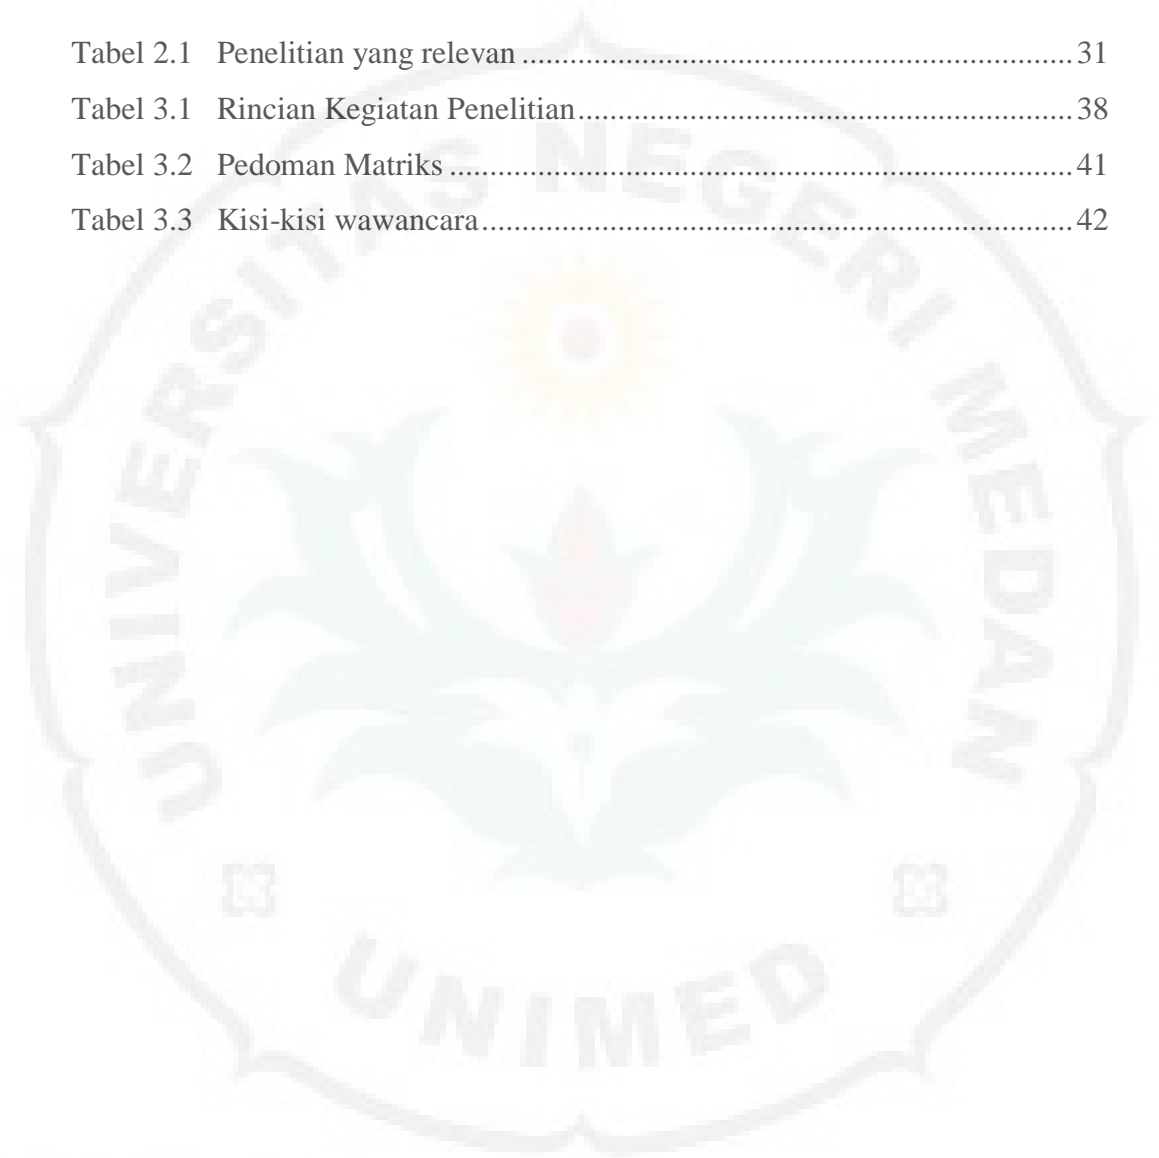 Tabel 2.1 Penelitian yang relevan ..................................................................... 31
Tabel 3.1 Rincian Kegiatan Penelitian.............................................................. 38
Tabel 3.2 Pedoman Matriks .............................................................................. 41
Tabel 3.3 Kisi-kisi wawancara.......................................................................... 42
UNIVERSITAS NEGERI MEDAN
UNIMED